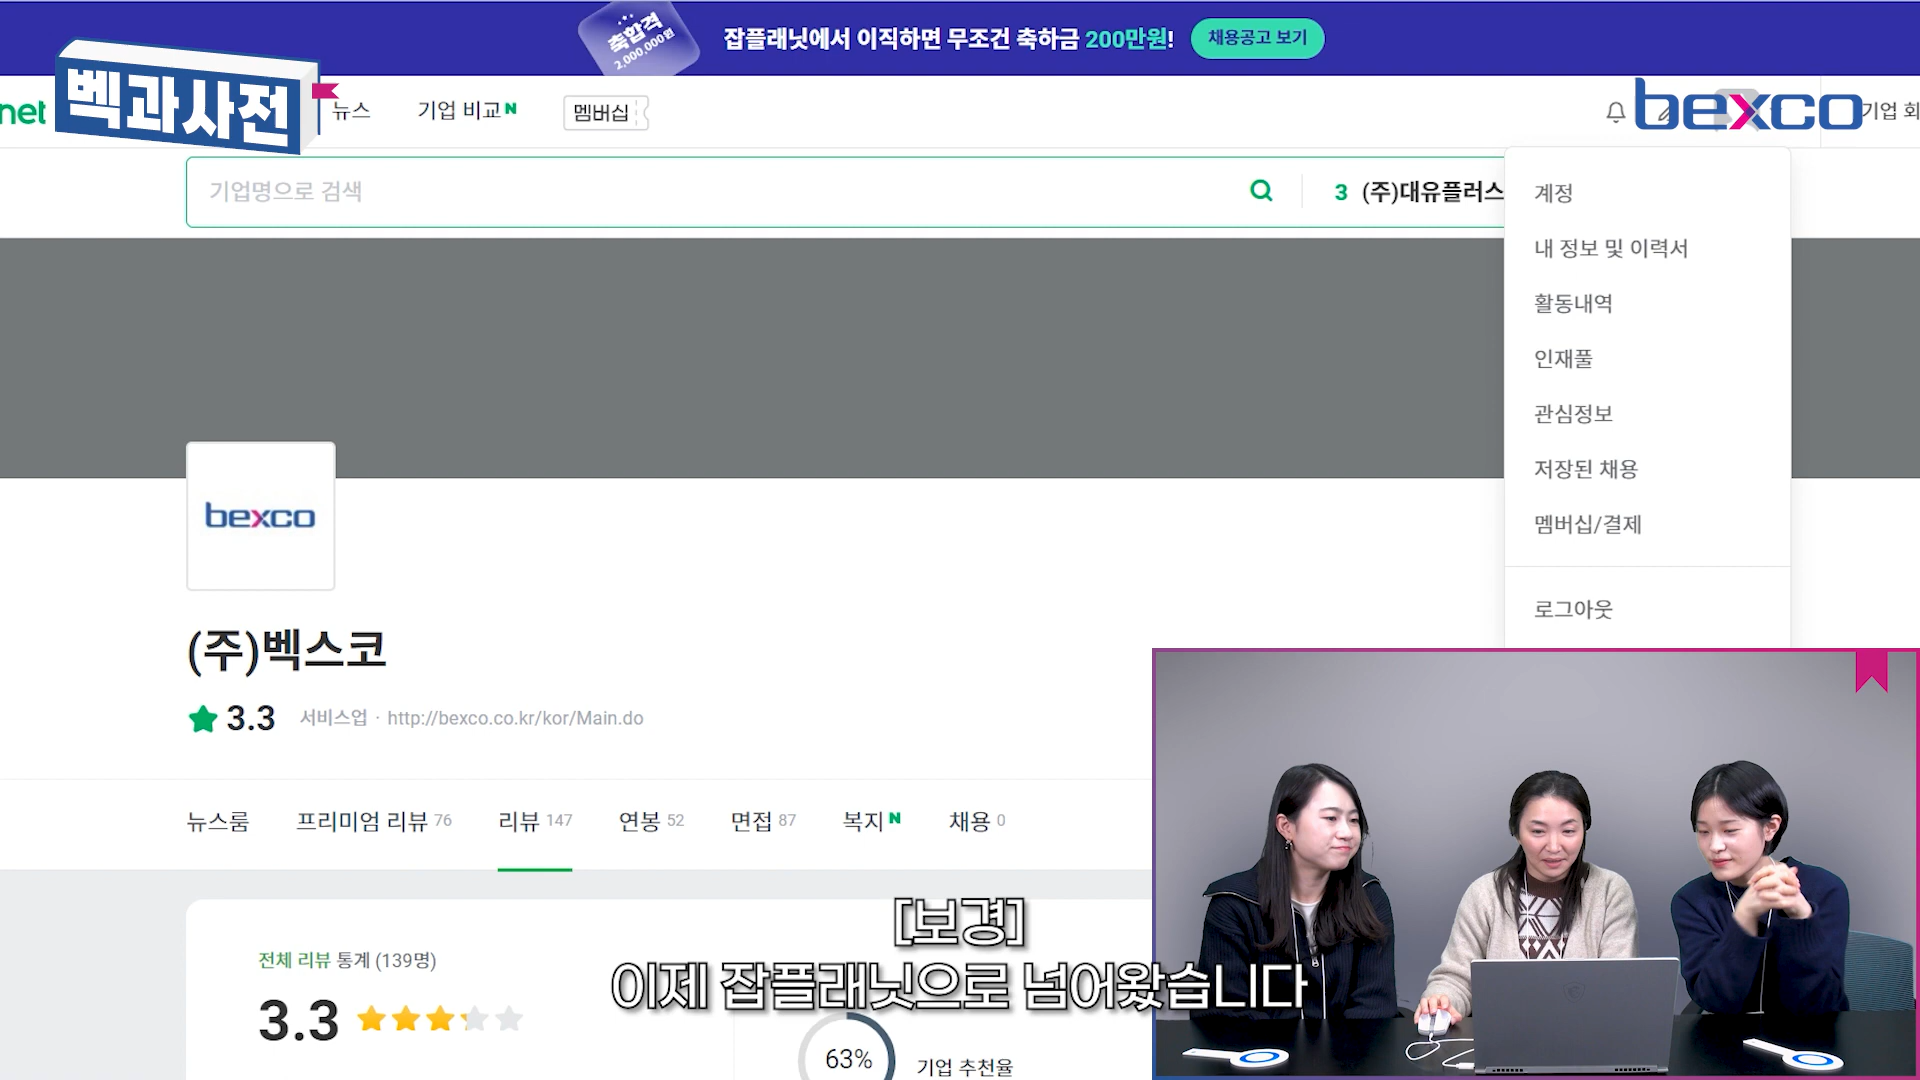 축합격
2,000,000원
잡플래닛에서 이직하면 무조건 축하금 200만원!
채용공고 보기
벡과사전
net
뉴스
기업 비교 N
멤버십
bexco
기업 회
기업명으로 검색
3 (주)대유플러스
계정
내 정보 및 이력서
활동내역
인재풀
관심정보
저장된 채용
멤버십/결제
로그아웃
bexco
(주)벡스코
3.3 서비스업 · http://bexco.co.kr/kor/Main.do
뉴스룸 프리미엄 리뷰 76 리뷰 147 연봉 52 면접 87 복지 N 채용 0
전체 리뷰 통계 (139명)
3.3
63% 기업 추천율
[보경]
이제 잡플래닛으로 넘어왔습니다